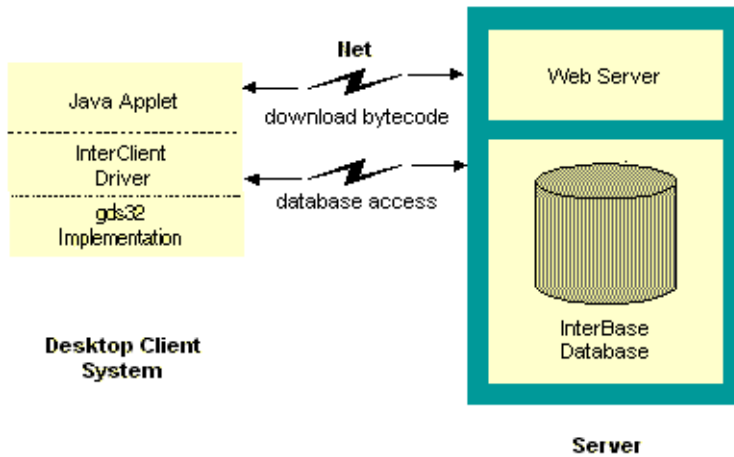 Net
Java Applet
download bytecode
Web Server
InterClient
Driver
database access
gds32
Implementation
InterBase
Database
Desktop Client
System
Server